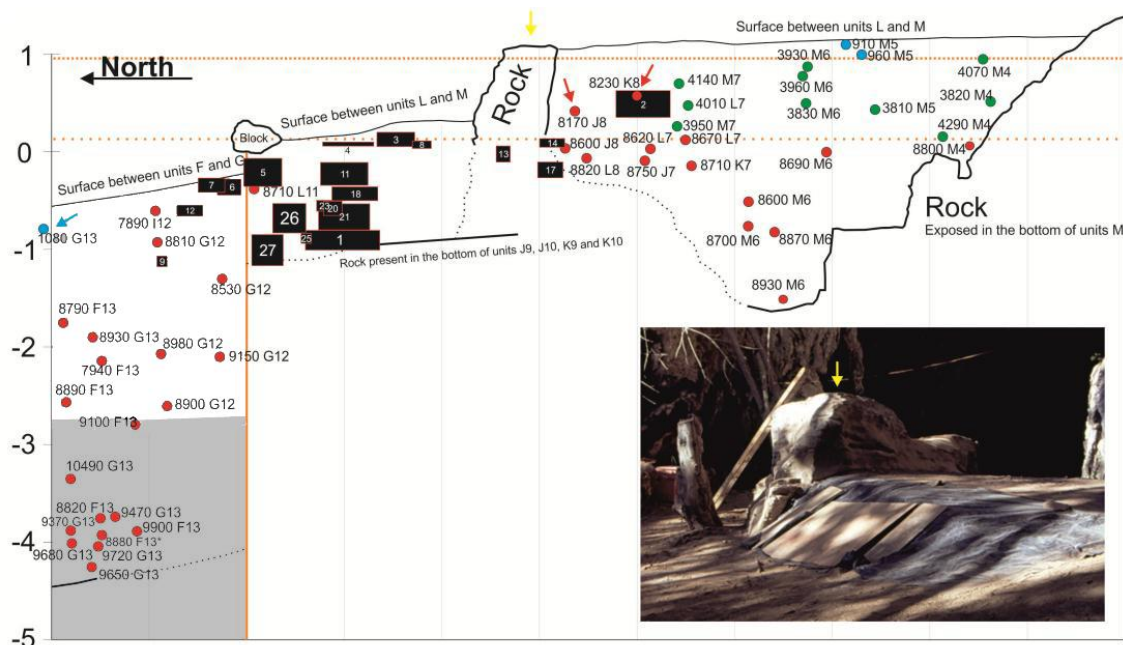 Surface between units L and M
1
910 M5
3930 M6
960 M5
North
Rock
3960 M6
4070 M4
8230 K8
4140 M7
Surface between units L and M
2
4010 L7
3830 M6
3810 M5
3820 M4
8170 J8
3950 M7
4290 M4
Block
3
4
8
14
8600 J8
8620 L7
8670 L7
0
13
8820 L8
8750 J7
8710 K7
8690 M6
8800 M4
Surface between units F and G
5
11
17
7
6
8710 L11
18
8600 M6
Rock
Exposed in the bottom of units M
12
23
20
7890 I12
26
21
1080 G13
8810 G12
25
1
8700 M6
8870 M6
-1
27
9
Rock present in the bottom of units J9, J10, K9 and K10
8530 G12
8930 M6
8790 F13
8930 G13
8980 G12
-2
7940 F13
9150 G12
8890 F13
8900 G12
9100 F13
-3
10490 G13
8820 F13
9470 G13
9370 G13
9900 F13
8880 F13*
-4
9680 G13
9720 G13
9650 G13
-5